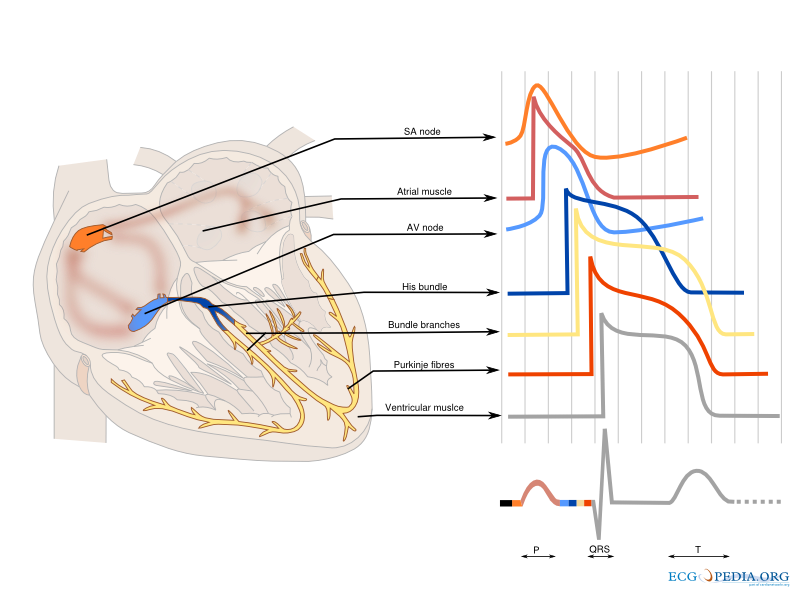 SA node
Atrial muscle
AV node
His bundle
Bundle branches
Purkinje fibres
Ventricular muslce
P
QRS
T
ECGPEDIA.ORG